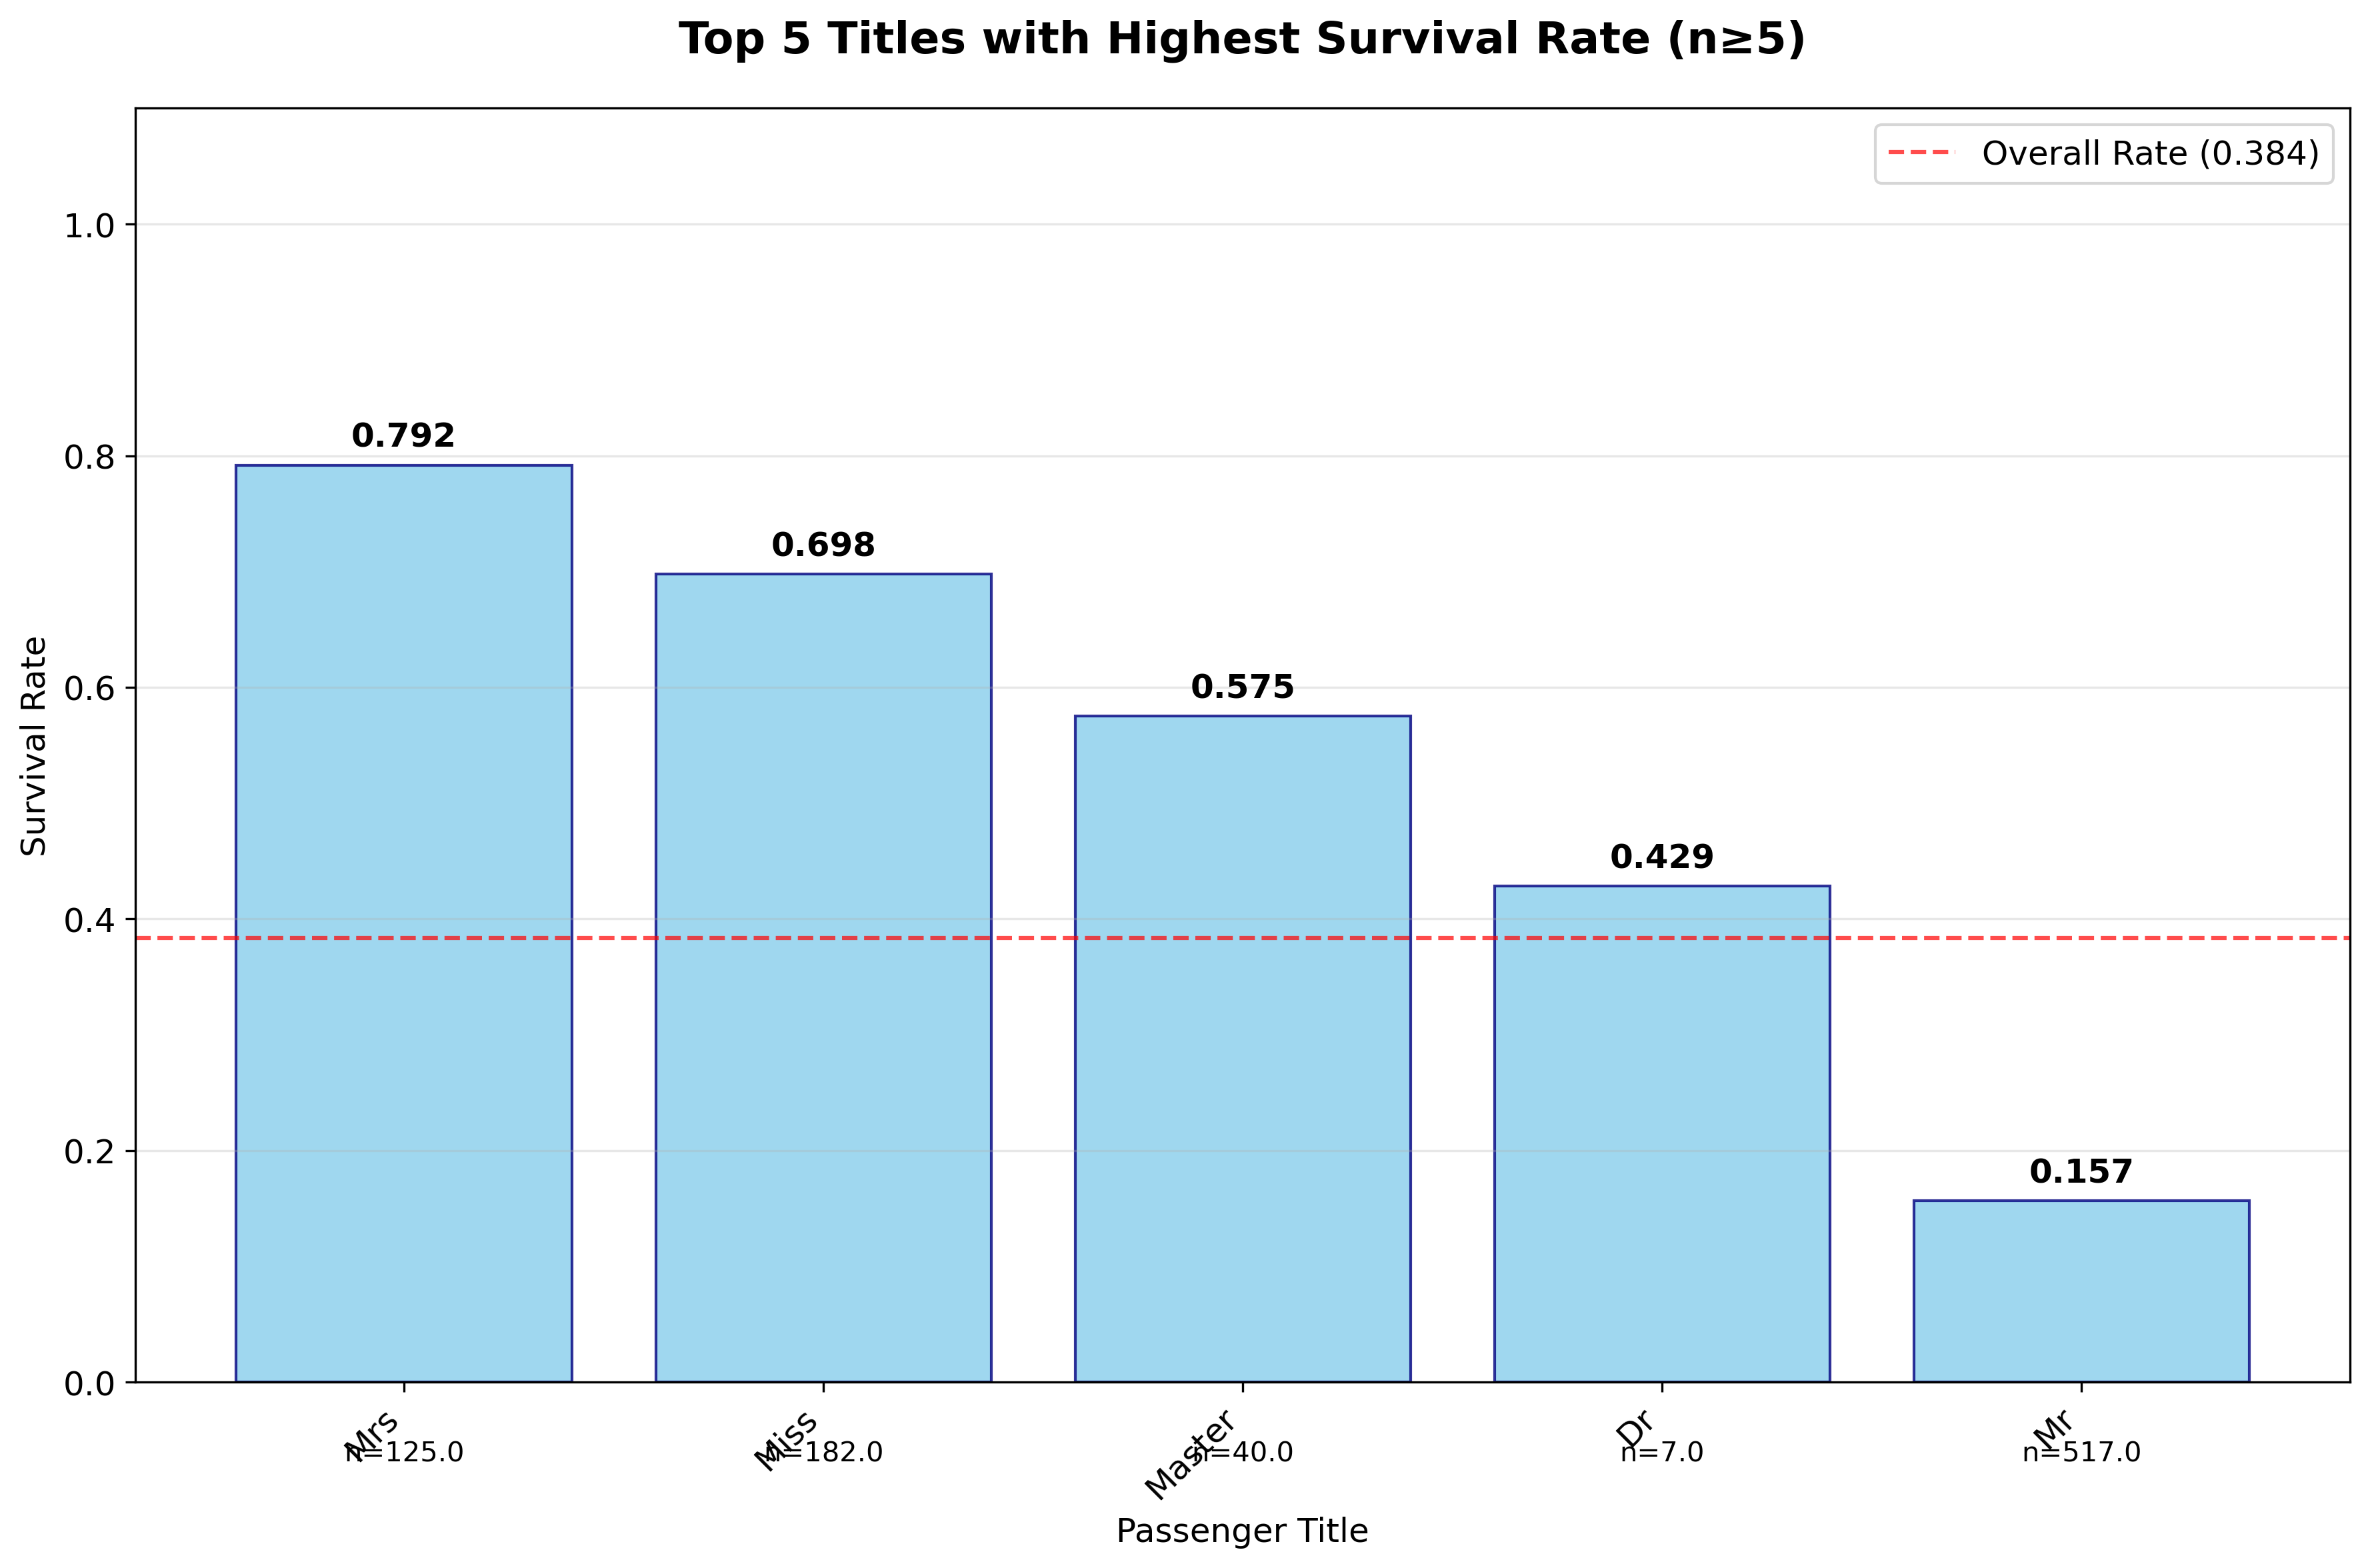 Top 5 Titles with Highest Survival Rate (n≥5)
Overall Rate (0.384)
1.0
0.8
0.6
0.4
0.2
0.0
Survival Rate
0.792
0.698
0.575
0.429
0.157
Mrs
Miss
Master
Dr
Mr
n=125.0
n=182.0
n=40.0
n=7.0
n=517.0
Passenger Title